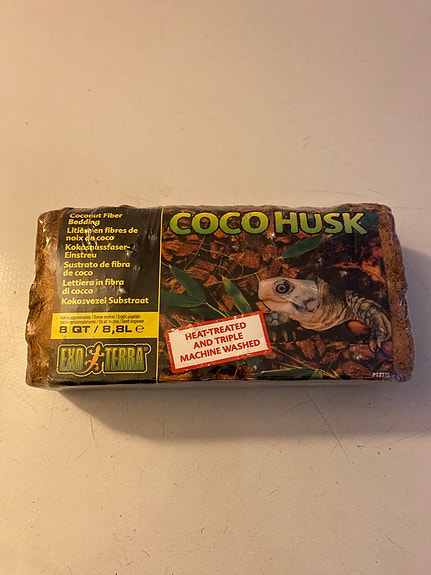 Coconut Fiber
Bedding
Litière en fibres de
noix de coco
Kokosnussfaser-
Einstreu
Sustrato de fibra
de coco
Lettiera in fibra
di cocco
Kokosvezel Substraat
8 QT / 8,8L e
EXO TERRA
COCO HUSK
HEAT-TREATED
AND TRIPLE
MACHINE WASHED